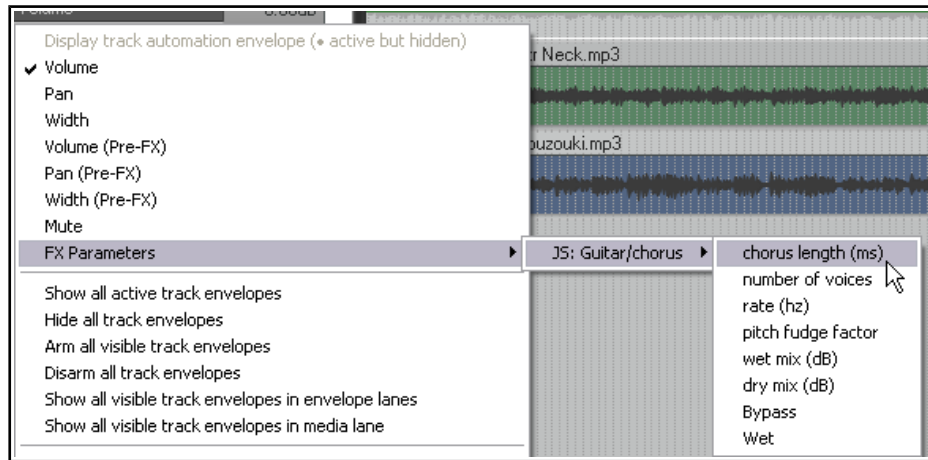 Volume 0.00dB
Display track automation envelope (• active but hidden)
Volume
Pan
Width
Volume (Pre-FX)
Pan (Pre-FX)
Width (Pre-FX)
Mute
FX Parameters
Show all active track envelopes
Hide all track envelopes
Arm all visible track envelopes
Disarm all track envelopes
Show all visible track envelopes in envelope lanes
Show all visible track envelopes in media lane
JS: Guitar/chorus
chorus length (ms)
number of voices
rate (hz)
pitch fudge factor
wet mix (dB)
dry mix (dB)
Bypass
Wet
Neck.mp3
ouzouki.mp3